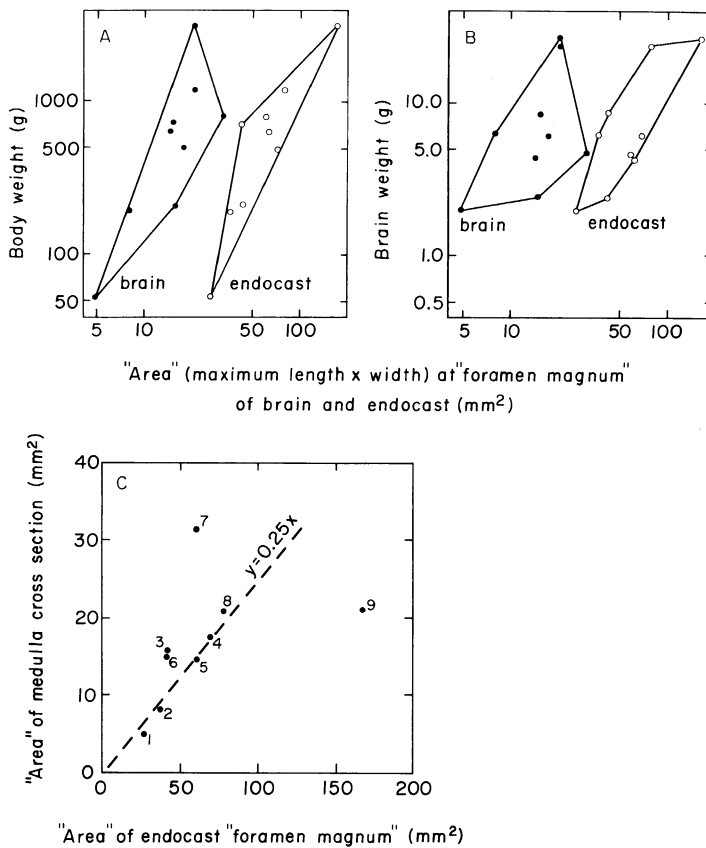 A
Body weight (g)
1000
500
100
50
brain
endocast
5
10
50
100
B
Brain weight (g)
10.0
5.0
1.0
0.5
brain
endocast
5
10
50
100
"Area" (maximum length x width) at "foramen magnum"
of brain and endocast (mm²)
C
"Area" of medulla cross section (mm²)
40
30
20
10
0
7
y=0.25x
8
9
3
6
4
5
2
1
0
50
100
150
200
"Area" of endocast "foramen magnum" (mm²)